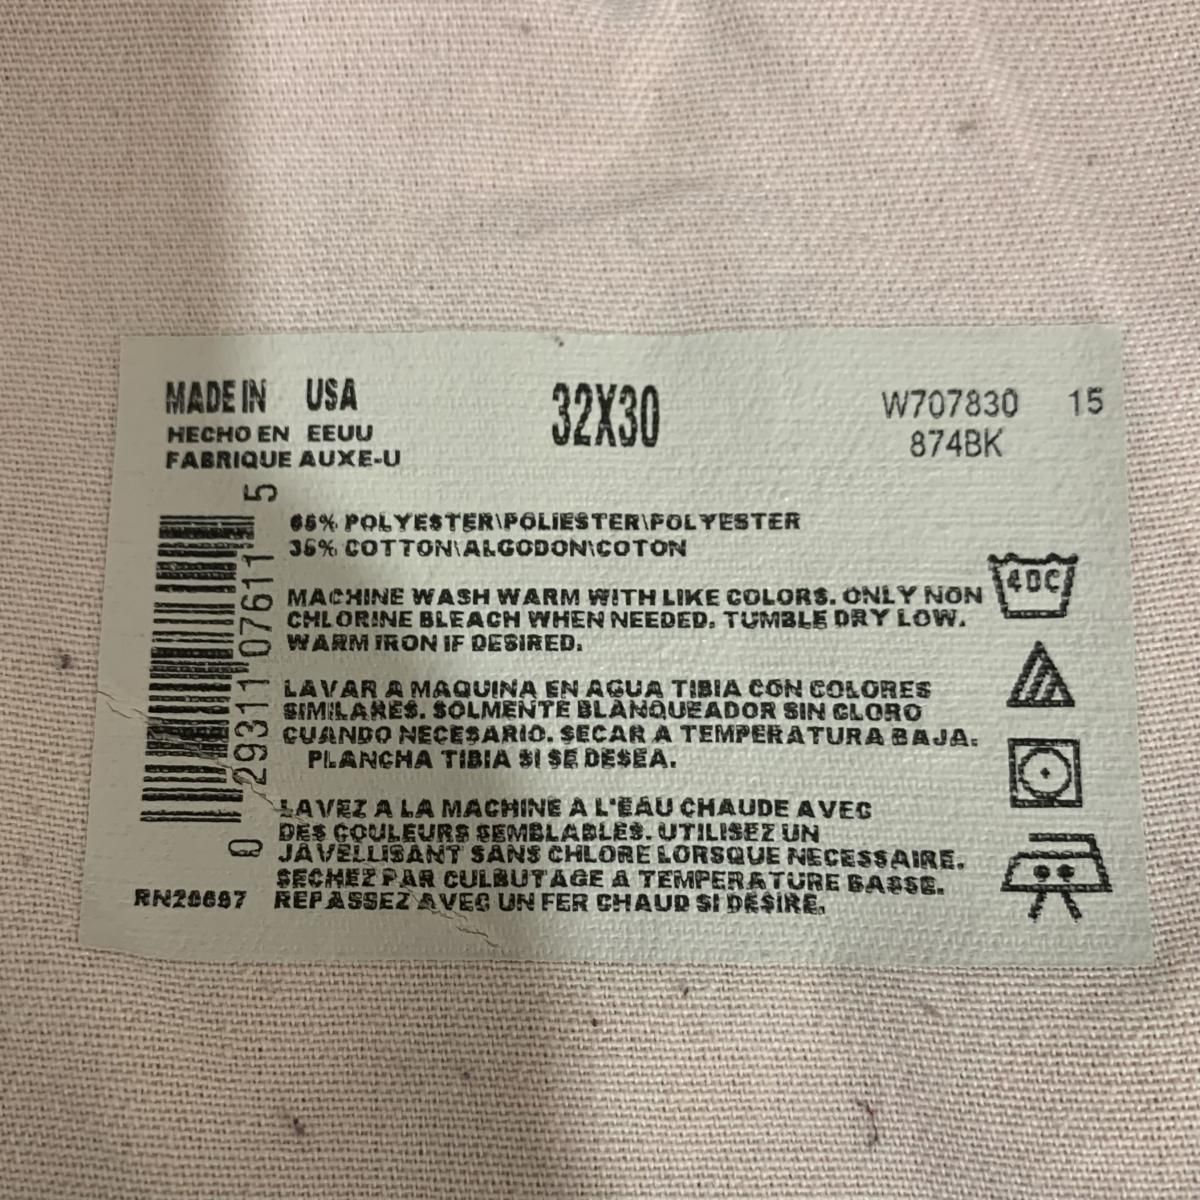 MADE IN USA
HECHO EN EEUU
FABRIQUE AUXE-U
32X30
W707830 15
874BK
65% POLYESTER\POLIESTER\POLYESTER
35% COTTON\ALGODON\COTON
MACHINE WASH WARM WITH LIKE COLORS. ONLY NON
CHLORINE BLEACH WHEN NEEDED. TUMBLE DRY LOW.
WARM IRON IF DESIRED.
LAVAR A MAQUINA EN AGUA TIBIA CON COLORES
SIMILARES. SOLMENTE BLANQUEADOR SIN CLORO
CUANDO NECESARIO. SECAR A TEMPERATURA BAJA.
PLANCHA TIBIA SI SE DESEA.
LAVEZ A LA MACHINE A L'EAU CHAUDE AVEC
DES COULEURS SEMBLABLES. UTILISEZ UN
JAVELLISANT SANS CHLORE LORSQUE NECESSAIRE.
SECHEZ PAR CULBUTAGE A TEMPERATURE BASSE.
REPASSEZ AVEC UN FER CHAUD SI DESIRE.
0 29311 07611 5
RN20697
40C